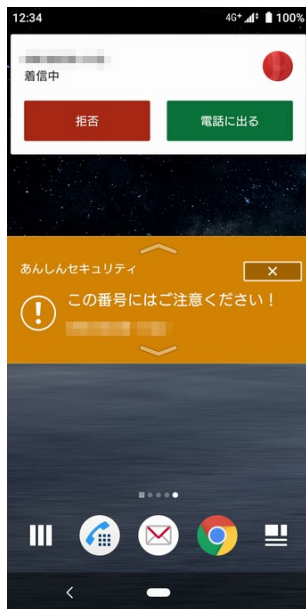 12:34
4G+ 100%
着信中
拒否
電話に出る
あんしんセキュリティ
この番号にはご注意ください！